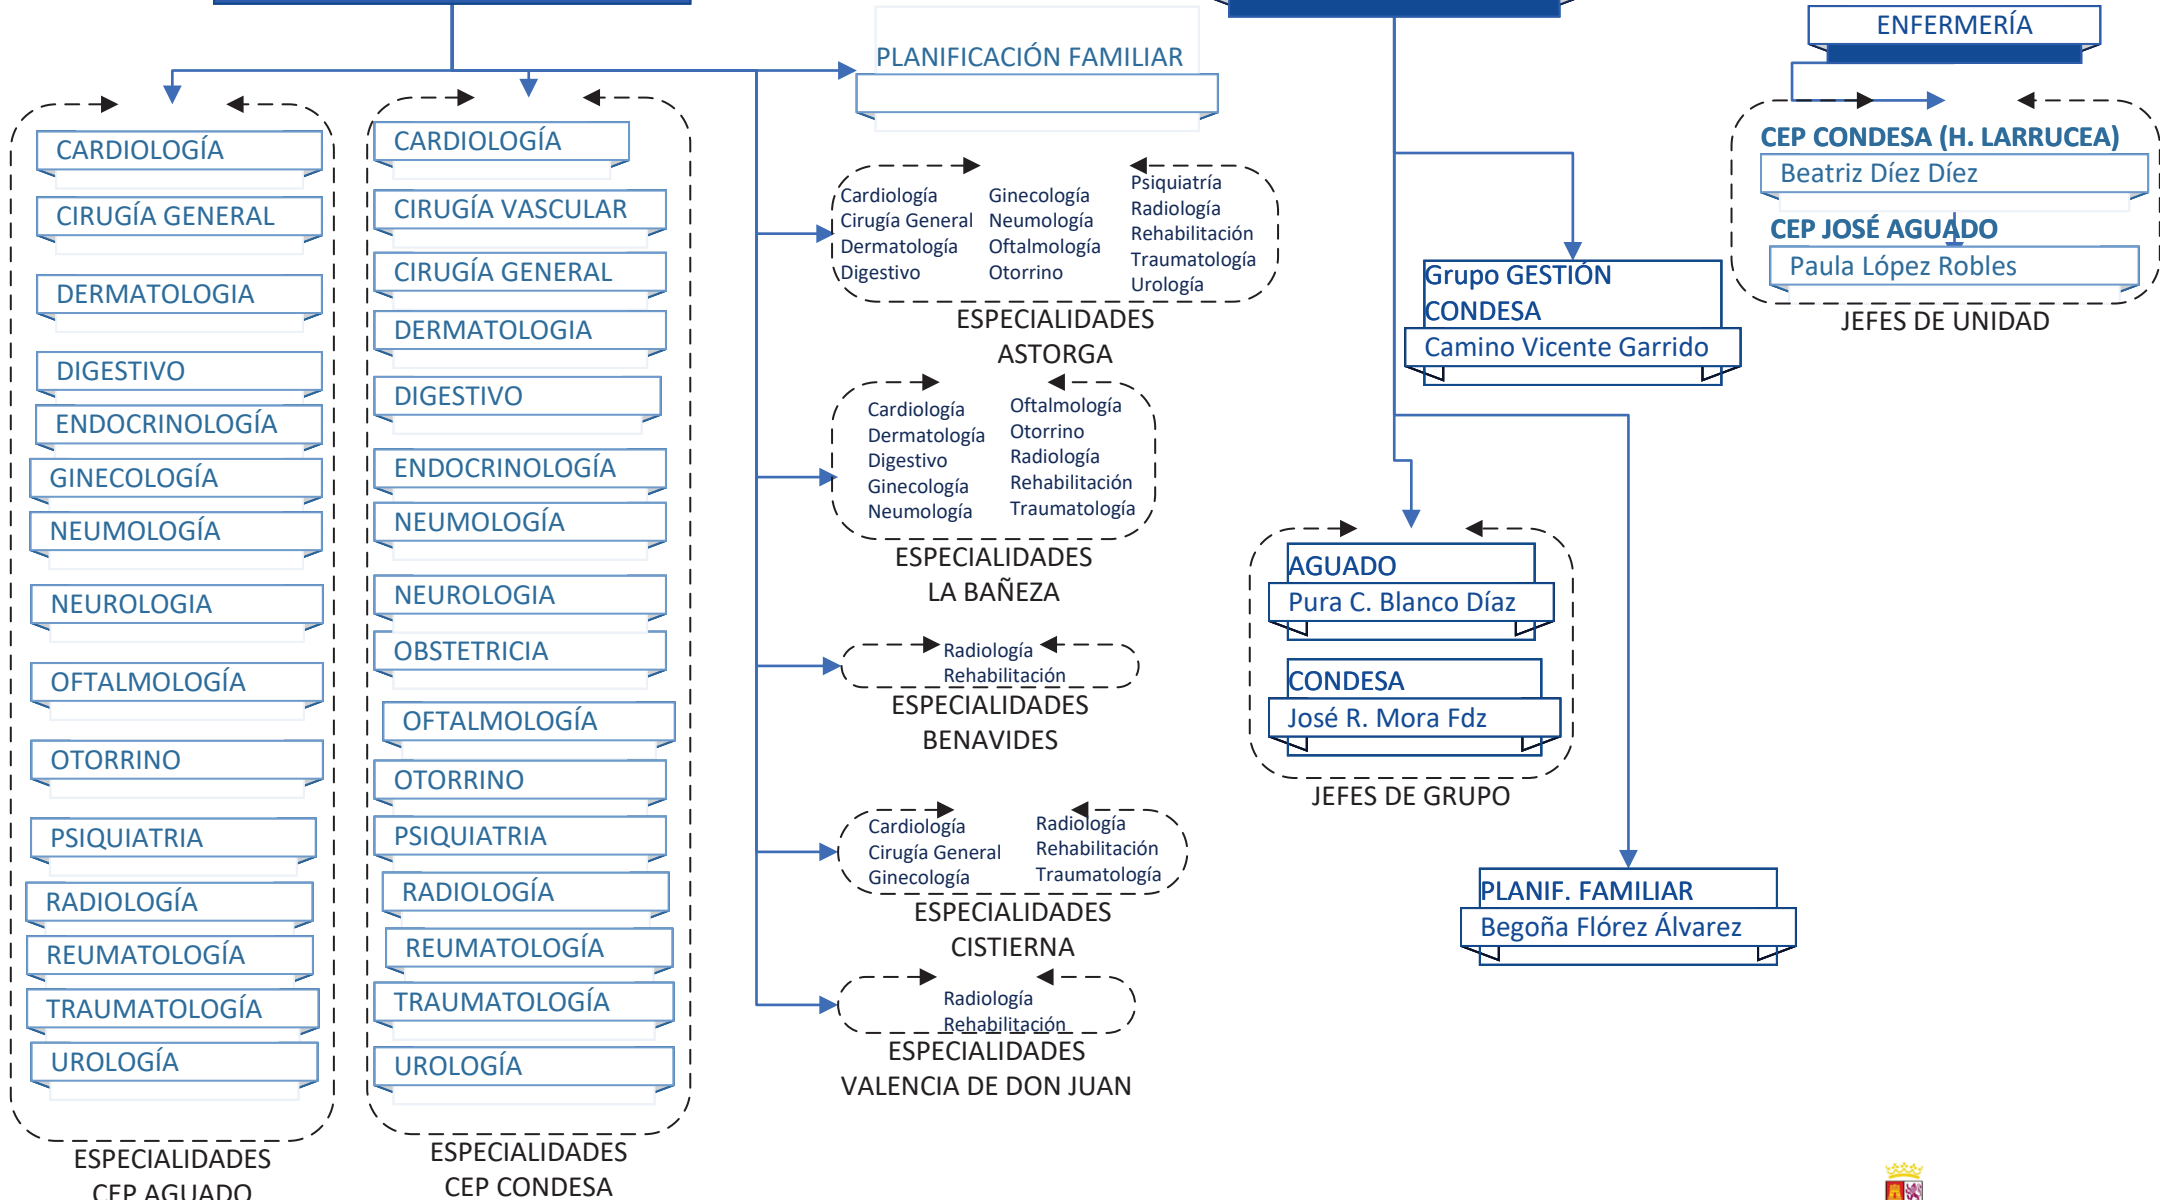 CARDIOLOGÍA
CIRUGÍA GENERAL
DERMATOLOGIA
DIGESTIVO
ENDOCRINOLOGÍA
GINECOLOGÍA
NEUMOLOGÍA
NEUROLOGIA
OFTALMOLOGÍA
OTORRINO
PSIQUIATRIA
RADIOLOGÍA
REUMATOLOGÍA
TRAUMATOLOGÍA
UROLOGÍA
ESPECIALIDADES
CEP AGUADO
CARDIOLOGÍA
CIRUGÍA VASCULAR
CIRUGÍA GENERAL
DERMATOLOGIA
DIGESTIVO
ENDOCRINOLOGÍA
NEUMOLOGÍA
NEUROLOGIA
OBSTETRICIA
OFTALMOLOGÍA
OTORRINO
PSIQUIATRIA
RADIOLOGÍA
REUMATOLOGÍA
TRAUMATOLOGÍA
UROLOGÍA
ESPECIALIDADES
CEP CONDESA
PLANIFICACIÓN FAMILIAR
Cardiología
Cirugía General
Dermatología
Digestivo
Ginecología
Neumología
Oftalmología
Otorrino
Psiquiatría
Radiología
Rehabilitación
Traumatología
Urología
ESPECIALIDADES
ASTORGA
Cardiología
Dermatología
Digestivo
Ginecología
Neumología
Oftalmología
Otorrino
Radiología
Rehabilitación
Traumatología
ESPECIALIDADES
LA BAÑEZA
Radiología
Rehabilitación
ESPECIALIDADES
BENAVIDES
Cardiología
Cirugía General
Ginecología
Radiología
Rehabilitación
Traumatología
ESPECIALIDADES
CISTIERNA
Radiología
Rehabilitación
ESPECIALIDADES
VALENCIA DE DON JUAN
Grupo GESTIÓN
CONDESA
Camino Vicente Garrido
AGUADO
Pura C. Blanco Díaz
CONDESA
José R. Mora Fdz
JEFES DE GRUPO
PLANIF. FAMILIAR
Begoña Flórez Álvarez
ENFERMERÍA
CEP CONDESA (H. LARRUCEA)
Beatriz Díez Díez
CEP JOSÉ AGUADO
Paula López Robles
JEFES DE UNIDAD